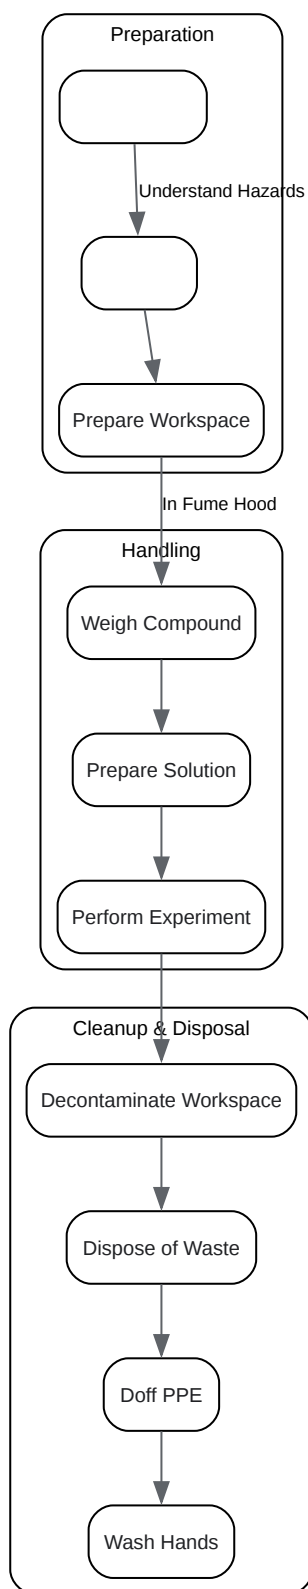 Preparation
Understand Hazards
Prepare Workspace
In Fume Hood
Handling
Weigh Compound
Prepare Solution
Perform Experiment
Cleanup & Disposal
Decontaminate Workspace
Dispose of Waste
Doff PPE
Wash Hands